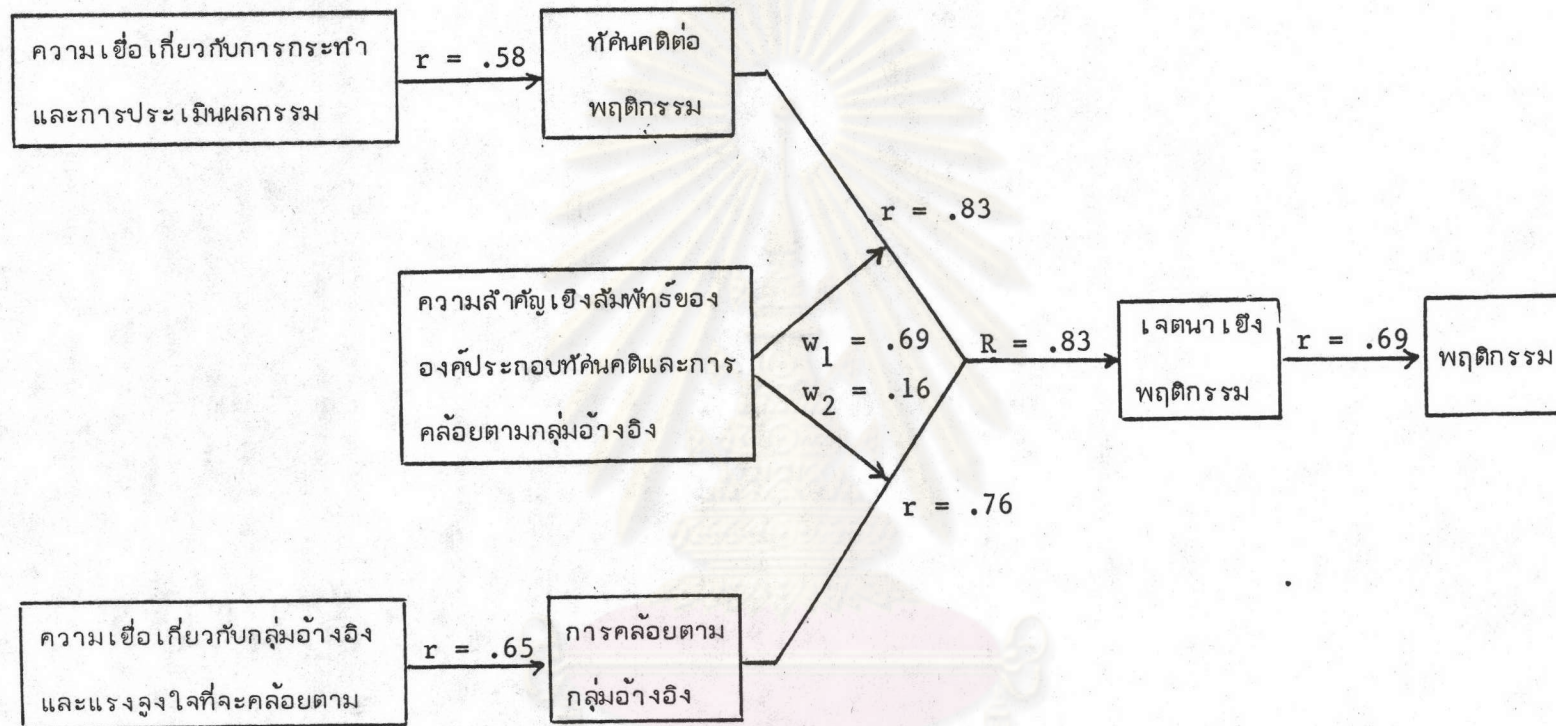 ความเชื่อเกี่ยวกับการกระทำ
และการประเมินผลกรรม
r = .58
ทัศนคติต่อ
พฤติกรรม
r = .83
ความสำคัญเชิงสัมพัทธ์ของ
องค์ประกอบทัศนคติและการ
คล้อยตามกลุ่มอ้างอิง
w1 = .69
w2 = .16
R = .83
เจตนาเชิง
พฤติกรรม
r = .69
พฤติกรรม
r = .76
ความเชื่อเกี่ยวกับกลุ่มอ้างอิง
และแรงจูงใจที่จะคล้อยตาม
r = .65
การคล้อยตาม
กลุ่มอ้างอิง